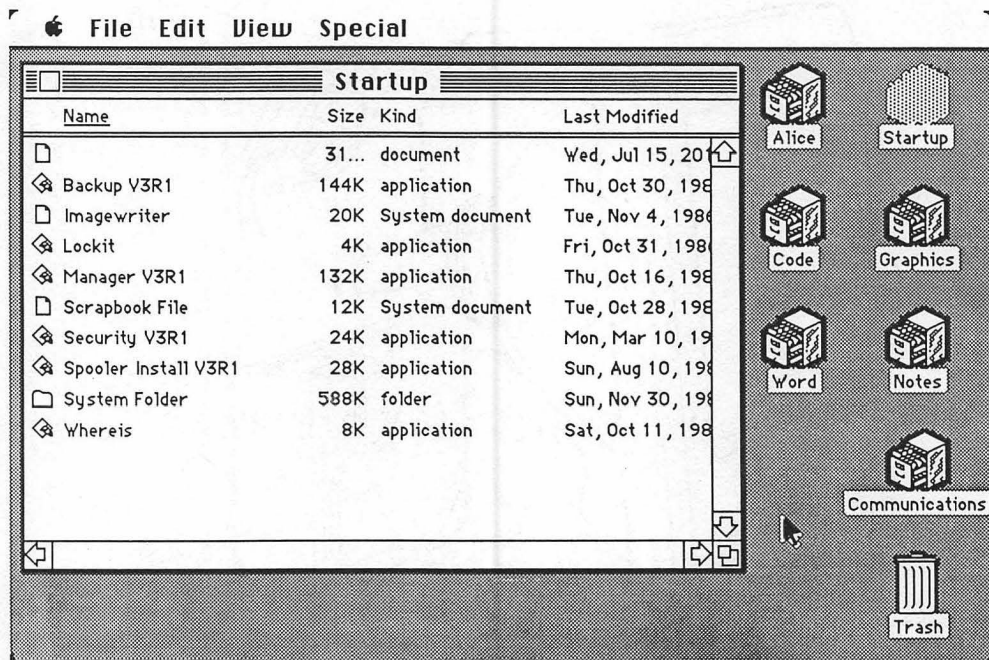 File Edit View Special
Startup
Name Size Kind Last Modified
31... document Wed, Jul 15, 201
Backup V3R1 144K application Thu, Oct 30, 198
Imagewriter 20K System document Tue, Nov 4, 1986
Lockit 4K application Fri, Oct 31, 198
Manager V3R1 132K application Thu, Oct 16, 198
Scrapbook File 12K System document Tue, Oct 28, 198
Security V3R1 24K application Mon, Mar 10, 19
Spooler Install V3R1 28K application Sun, Aug 10, 198
System Folder 588K folder Sun, Nov 30, 198
Whereis 8K application Sat, Oct 11, 198
Alice
Startup
Code
Graphics
Word
Notes
Communications
Trash